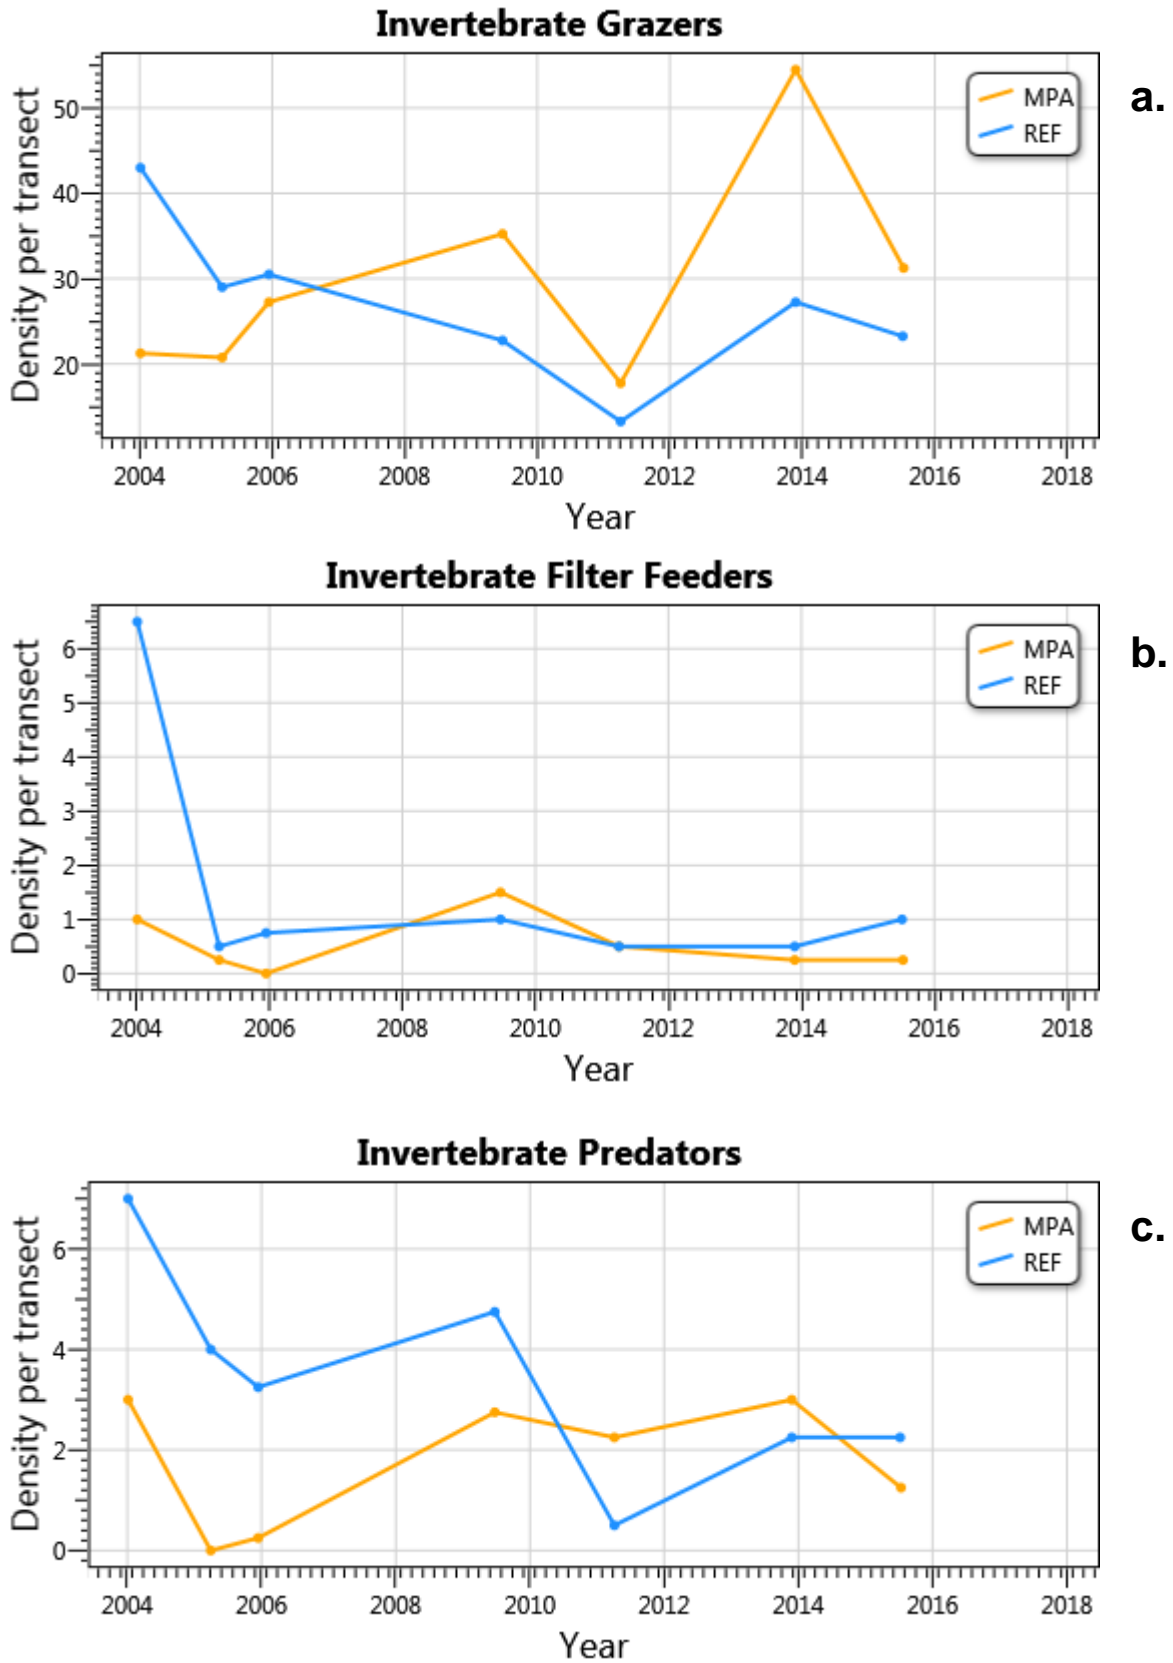 Invertebrate Grazers
a.
Density per transect
50
40
30
20
MPA
REF
2004 2006 2008 2010 2012 2014 2016 2018
Year
Invertebrate Filter Feeders
b.
Density per transect
6
5
4
3
2
1
0
MPA
REF
2004 2006 2008 2010 2012 2014 2016 2018
Year
Invertebrate Predators
c.
Density per transect
6
4
2
0
MPA
REF
2004 2006 2008 2010 2012 2014 2016 2018
Year